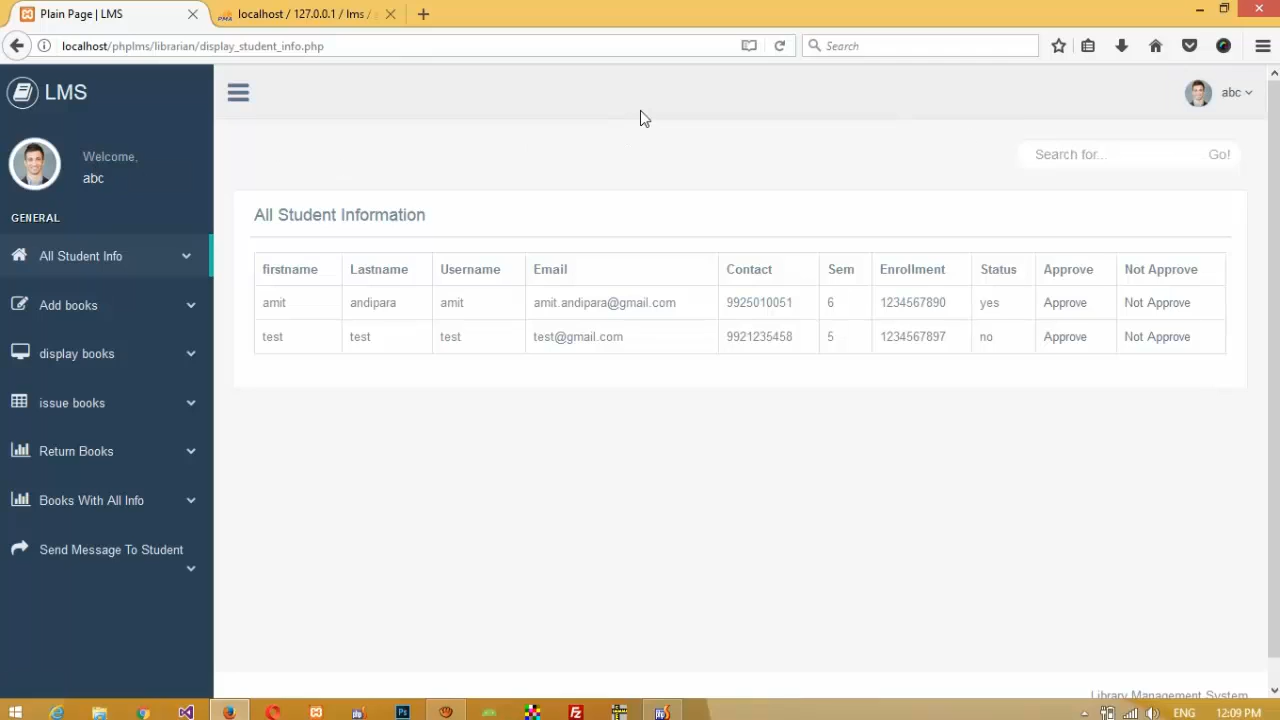 Plain Page | LMS
localhost / 127.0.0.1 / lms /
localhost/phplms/librarian/display_student_info.php
Search
LMS
abc
Welcome,
abc
Search for...
Go!
GENERAL
All Student Info
Add books
display books
issue books
Return Books
Books With All Info
Send Message To Student
All Student Information
firstname Lastname Username Email Contact Sem Enrollment Status Approve Not Approve
amit andipara amit amit.andipara@gmail.com 9925010051 6 1234567890 yes Approve Not Approve
test test test test@gmail.com 9921235458 5 1234567897 no Approve Not Approve
Library Management System
ENG 12:09 PM